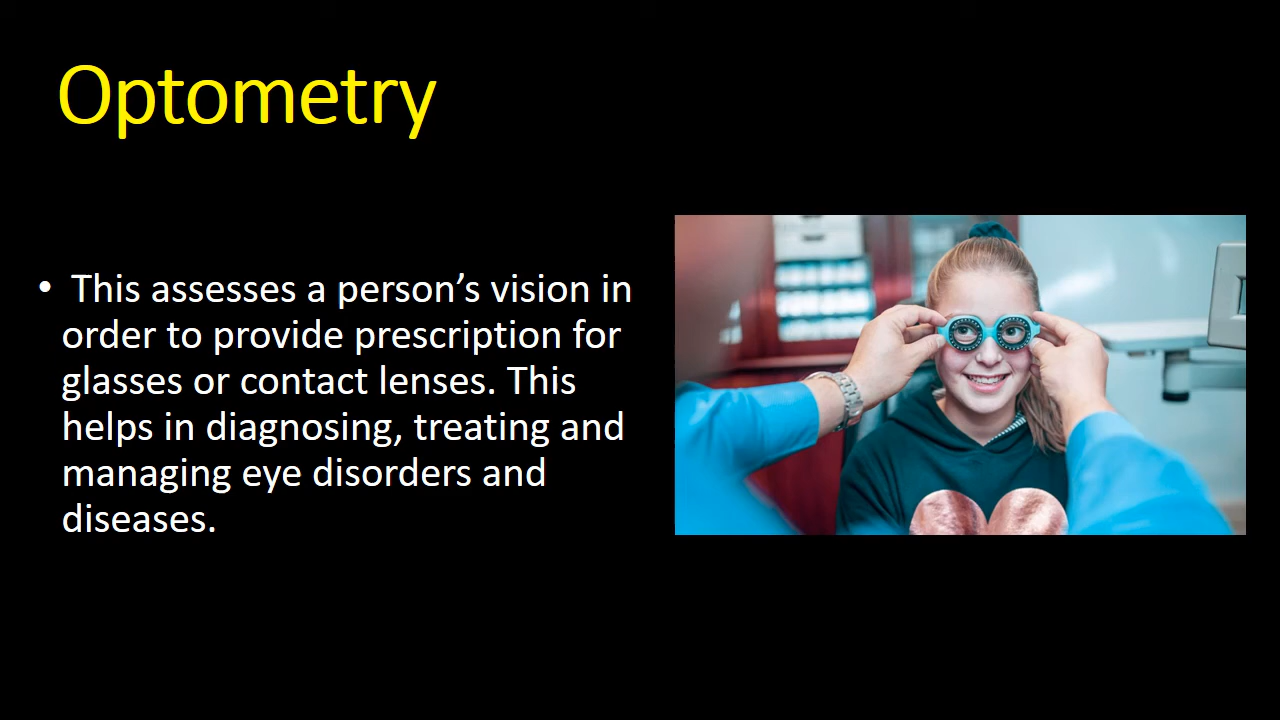 Optometry
• This assesses a person’s vision in
order to provide prescription for
glasses or contact lenses. This
helps in diagnosing, treating and
managing eye disorders and
diseases.